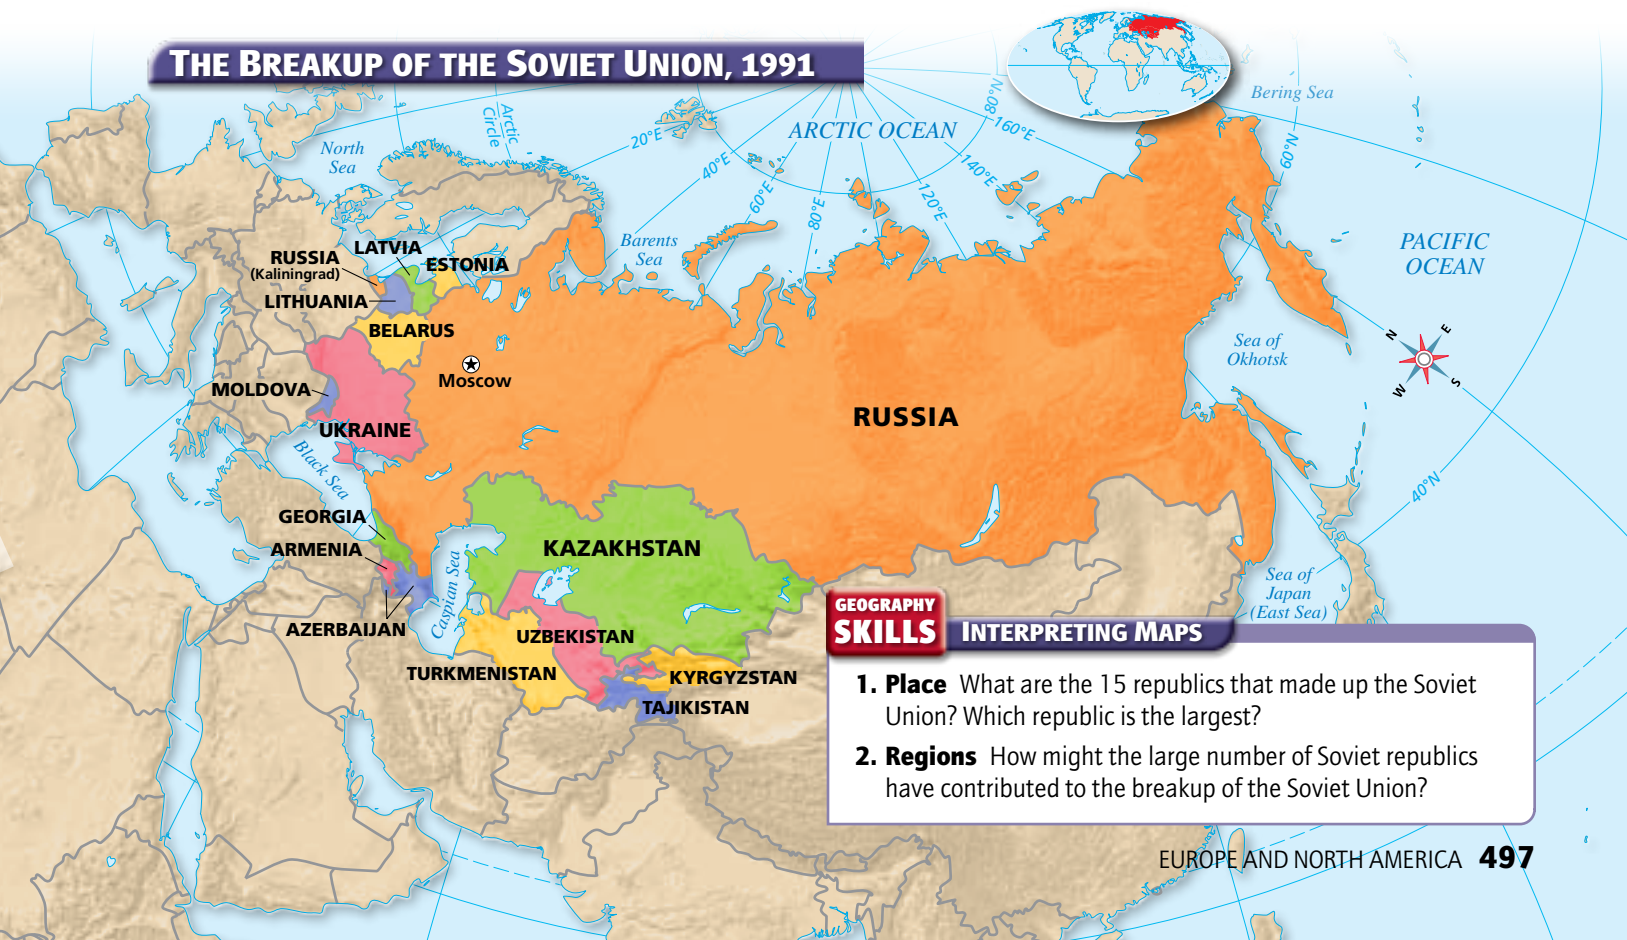 THE BREAKUP OF THE SOVIET UNION, 1991
Bering Sea
ARCTIC OCEAN
Arctic
Circle
North
Sea
20°E
40°E
60°E
80°E
120°E
140°E
160°E
80°N
60°N
Barents
Sea
PACIFIC
OCEAN
LATVIA
RUSSIA
(Kaliningrad)
ESTONIA
LITHUANIA
BELARUS
Moscow
MOLDOVA
UKRAINE
RUSSIA
Sea of
Okhotsk
N
E
W
S
40°N
Black Sea
GEORGIA
ARMENIA
AZERBAIJAN
Caspian Sea
KAZAKHSTAN
UZBEKISTAN
TURKMENISTAN
KYRGYZSTAN
TAJIKISTAN
Sea of
Japan
(East Sea)
GEOGRAPHY
SKILLS
INTERPRETING MAPS
1. Place What are the 15 republics that made up the Soviet
Union? Which republic is the largest?
2. Regions How might the large number of Soviet republics
have contributed to the breakup of the Soviet Union?
EUROPE AND NORTH AMERICA 497